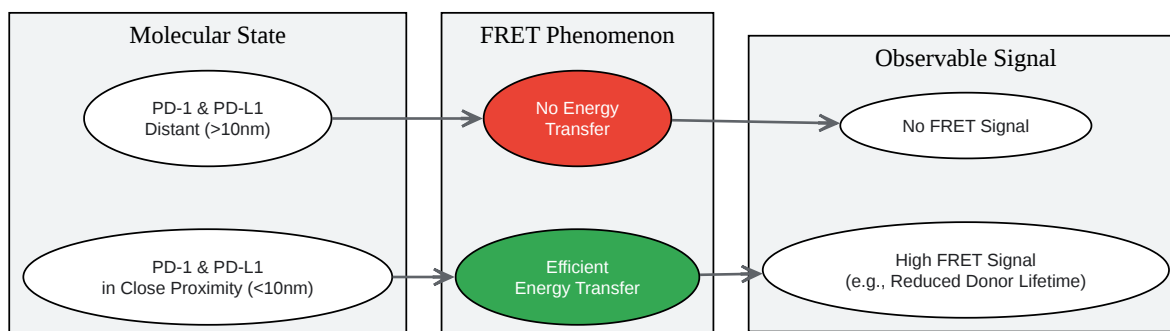 Molecular State
FRET Phenomenon
Observable Signal
PD-1 & PD-L1
Distant (>10nm)
No Energy
Transfer
No FRET Signal
PD-1 & PD-L1
in Close Proximity (<10nm)
Efficient
Energy Transfer
High FRET Signal
(e.g., Reduced Donor Lifetime)